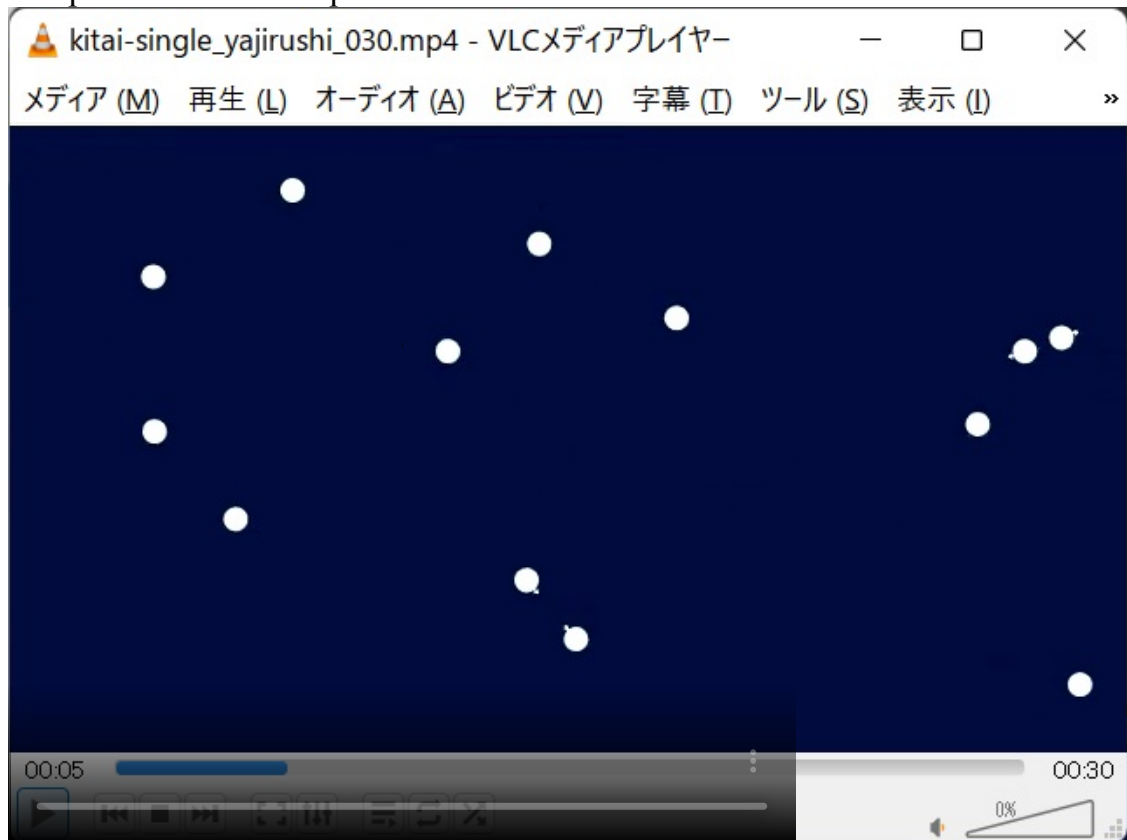 kitai-single_yajirushi_030.mp4 - VLCメディアプレイヤー
メディア (M) 再生 (L) オーディオ (A) ビデオ (V) 字幕 (T) ツール (S) 表示 (I) »
00:05 00:30
0%